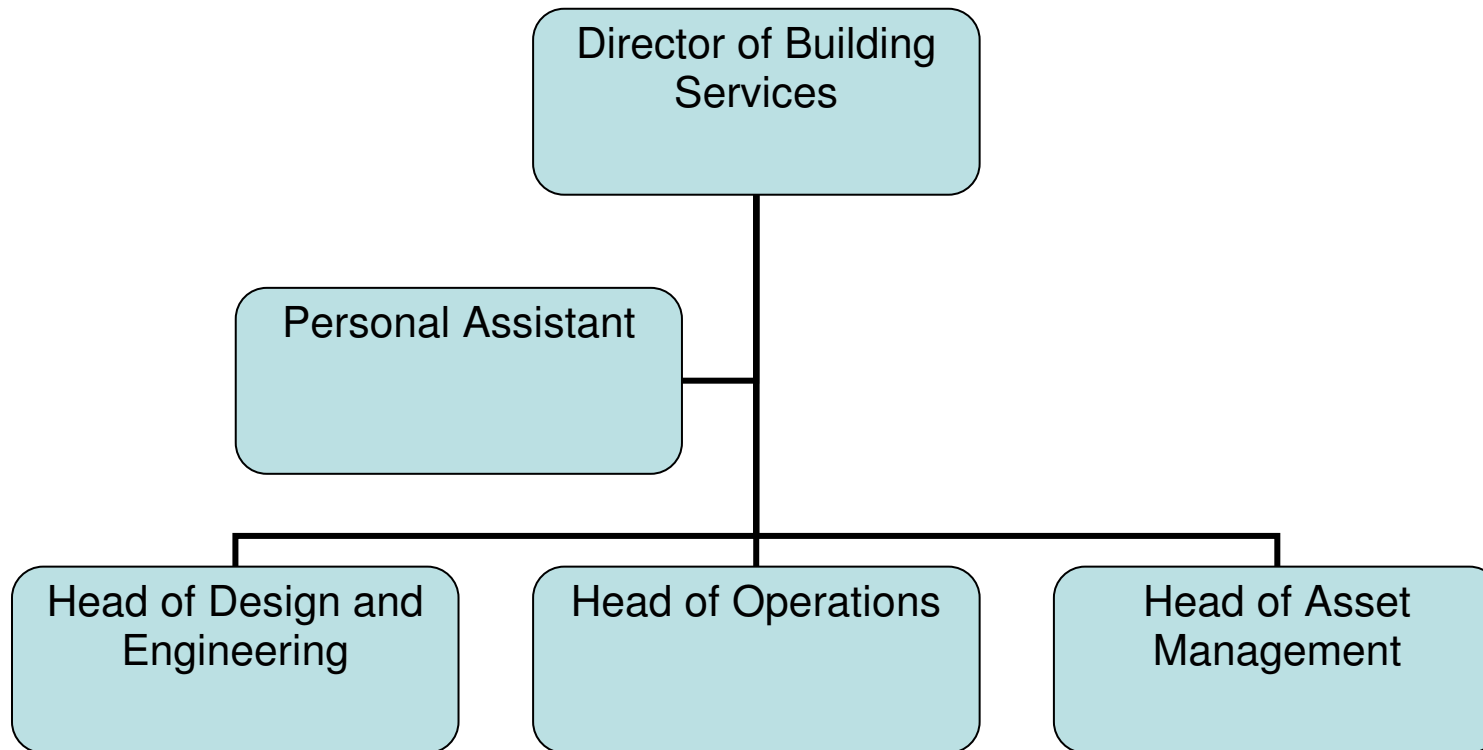 Director of Building
Services
Personal Assistant
Head of Design and
Engineering
Head of Operations
Head of Asset
Management